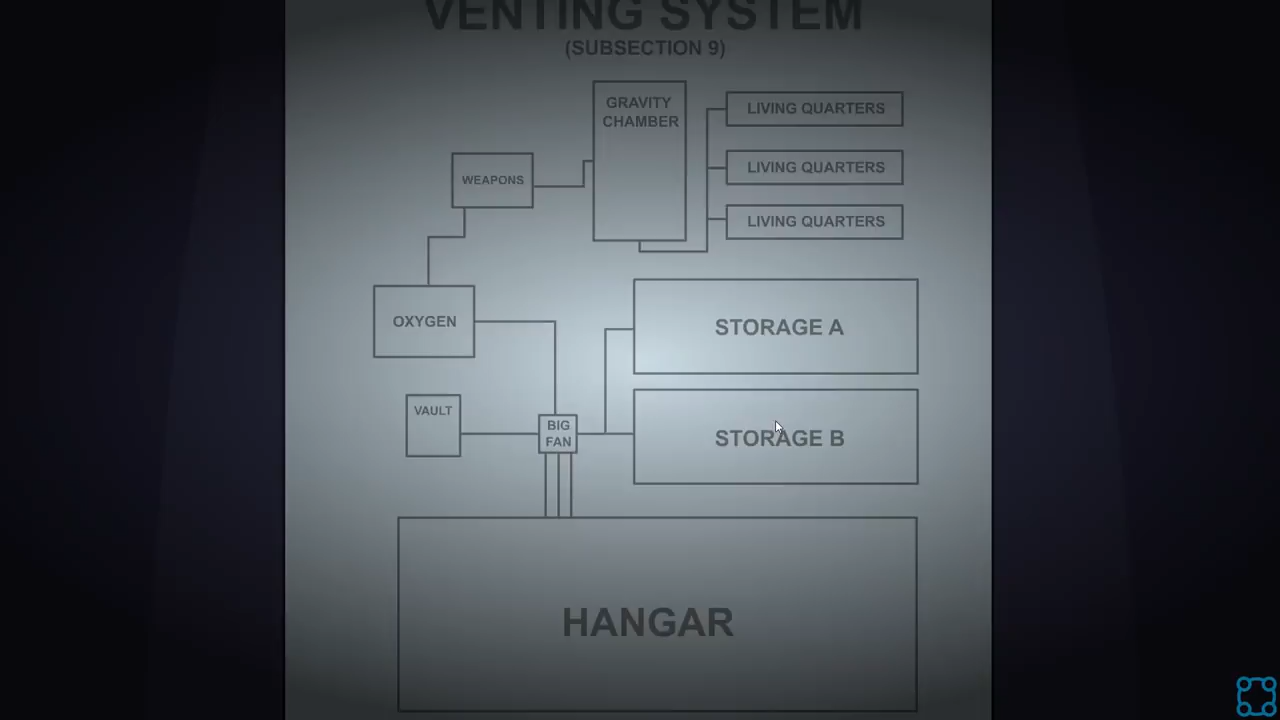 VENTING SYSTEM
(SUBSECTION 9)
GRAVITY
CHAMBER
LIVING QUARTERS
LIVING QUARTERS
LIVING QUARTERS
WEAPONS
OXYGEN
STORAGE A
VAULT
BIG
FAN
STORAGE B
HANGAR